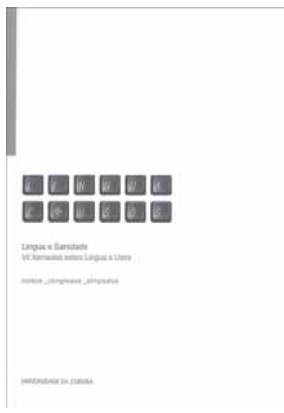 Lingua e Sanidade
VII Xornadas sobre Lingua e Usos
cursos _congresos _simposios
UNIVERSIDADE DA CORUÑA